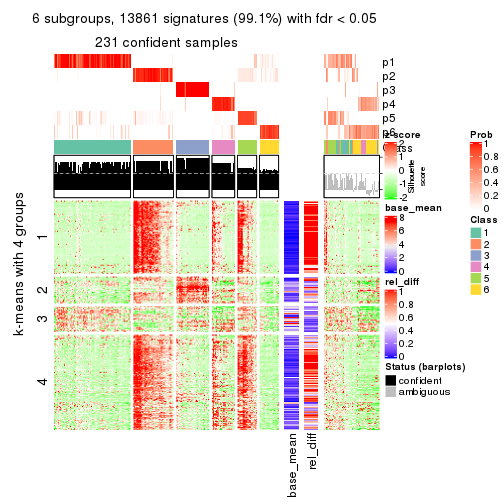 6 subgroups, 13861 signatures (99.1%) with fdr < 0.05
231 confident samples
p1
p2
p3
p4
p5
p6
Class
Silhouette
score
k-means with 4 groups
1
2
3
4
base_mean
rel_diff
z-score
2
1
0
-1
-2
base_mean
8
6
4
2
0
rel_diff
1
0.8
0.6
0.4
0.2
0
Status (barplots)
confident
ambiguous
Prob
1
0.8
0.6
0.4
0.2
0
Class
1
2
3
4
5
6